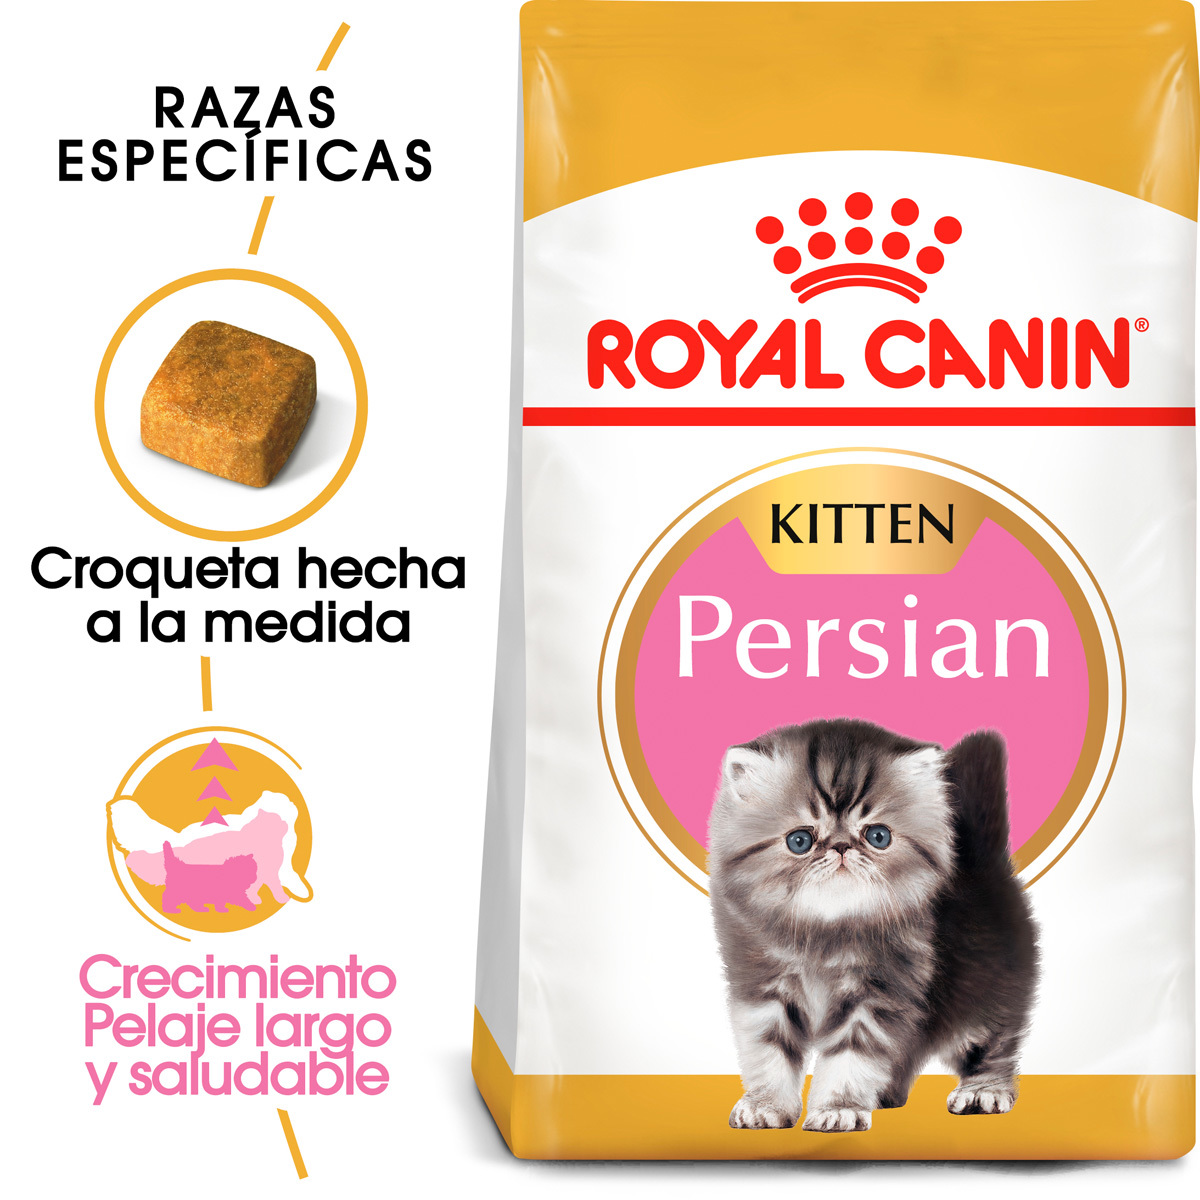 RAZAS
ESPECÍFICAS
Croqueta hecha
a la medida
Crecimiento
Pelaje largo
y saludable
ROYAL CANIN®
KITTEN
Persian